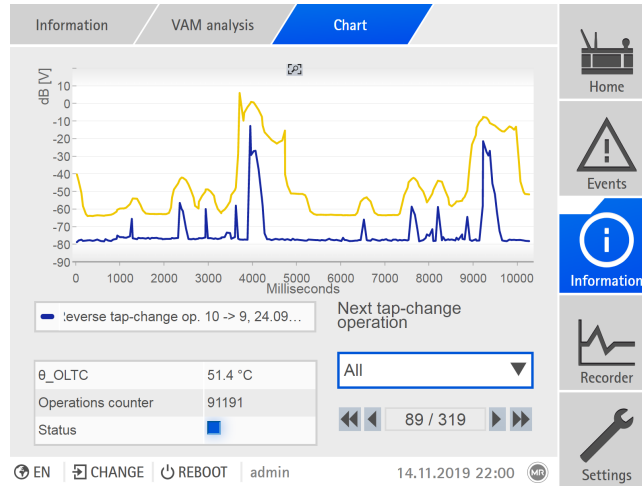 Information VAM analysis Chart
dB [V]
10
0
-10
-20
-30
-40
-50
-60
-70
-80
-90
0 1000 2000 3000 4000 5000 6000 7000 8000 9000 10000
Milliseconds
Reverse tap-change op. 10 -> 9, 24.09...
Next tap-change
operation
All
θ_OLTC 51.4 °C
Operations counter 91191
Status
89 / 319
EN CHANGE REBOOT admin 14.11.2019 22:00 MR
Home
Events
Information
Recorder
Settings